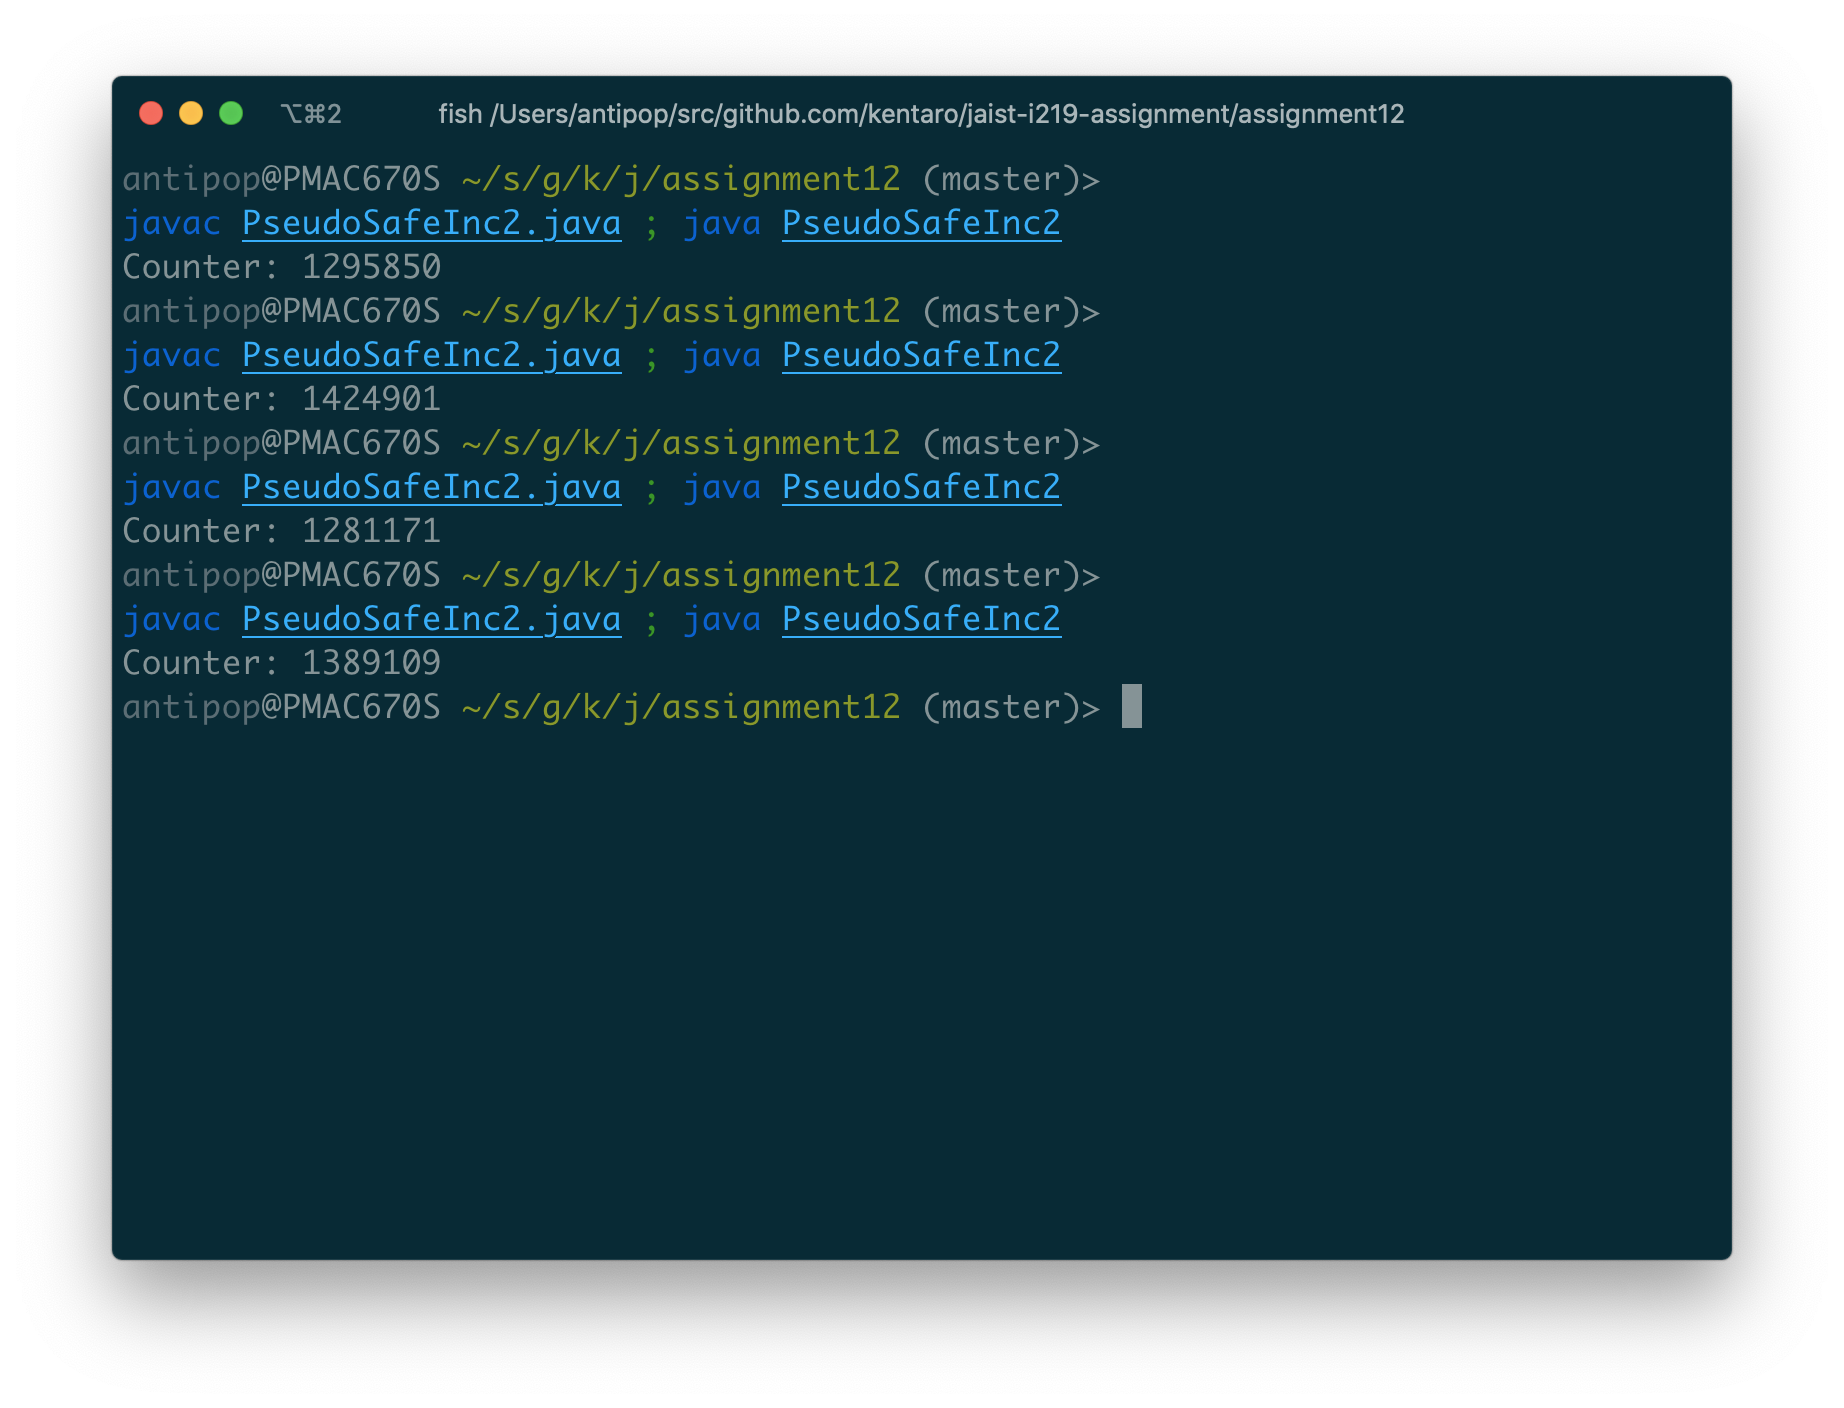 ⌥⌘2 fish /Users/antipop/src/github.com/kentaro/jaist-i219-assignment/assignment12
antipop@PMAC670S ~/s/g/k/j/assignment12 (master)>
javac PseudoSafeInc2.java ; java PseudoSafeInc2
Counter: 1295850
antipop@PMAC670S ~/s/g/k/j/assignment12 (master)>
javac PseudoSafeInc2.java ; java PseudoSafeInc2
Counter: 1424901
antipop@PMAC670S ~/s/g/k/j/assignment12 (master)>
javac PseudoSafeInc2.java ; java PseudoSafeInc2
Counter: 1281171
antipop@PMAC670S ~/s/g/k/j/assignment12 (master)>
javac PseudoSafeInc2.java ; java PseudoSafeInc2
Counter: 1389109
antipop@PMAC670S ~/s/g/k/j/assignment12 (master)>